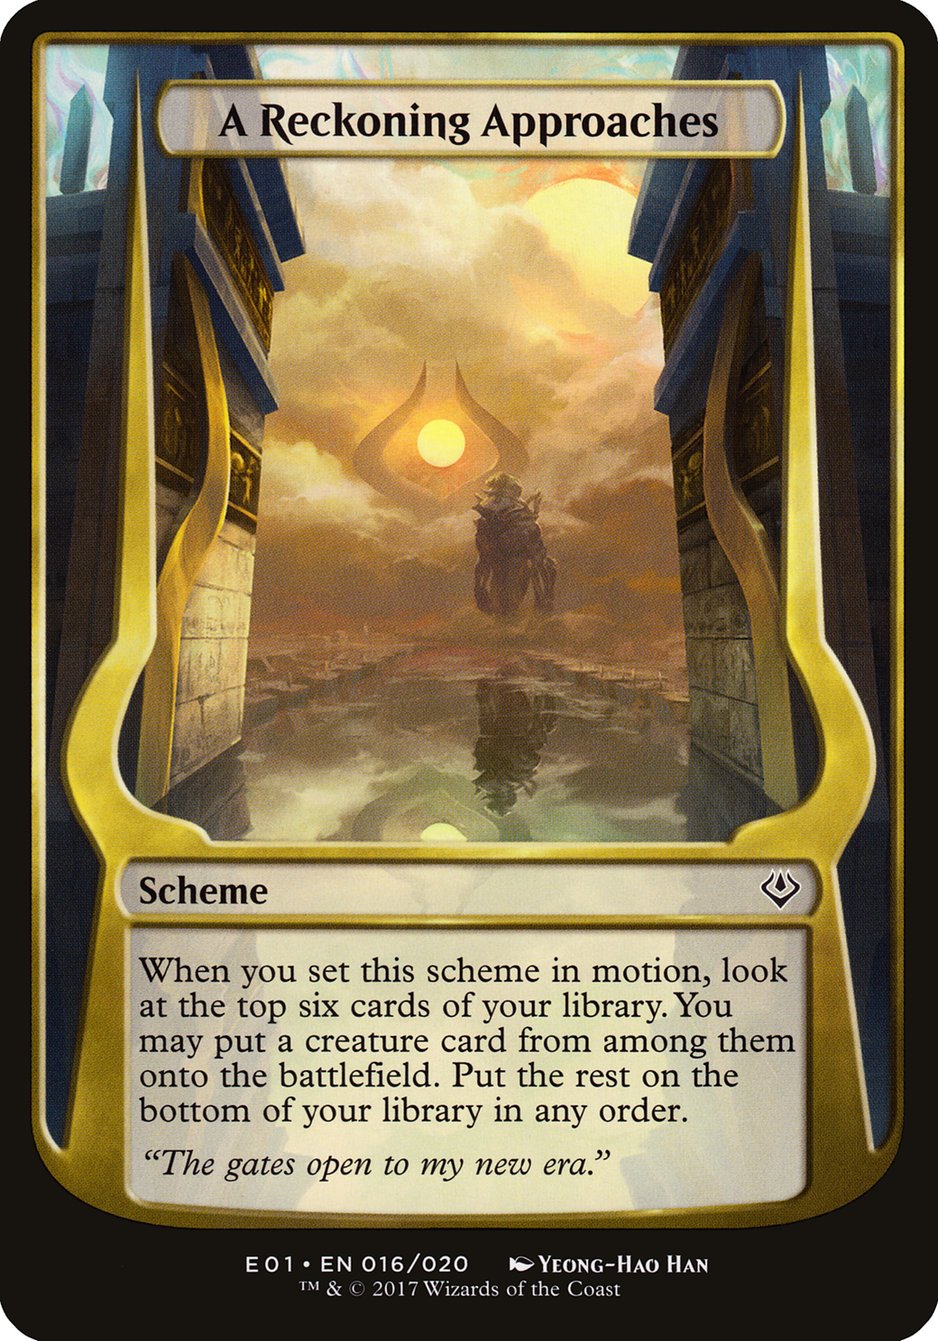 A Reckoning Approaches
Scheme
When you set this scheme in motion, look
at the top six cards of your library. You
may put a creature card from among them
onto the battlefield. Put the rest on the
bottom of your library in any order.
“The gates open to my new era.”
E01 • EN 016/020 Yeong-Hao Han
™ & © 2017 Wizards of the Coast